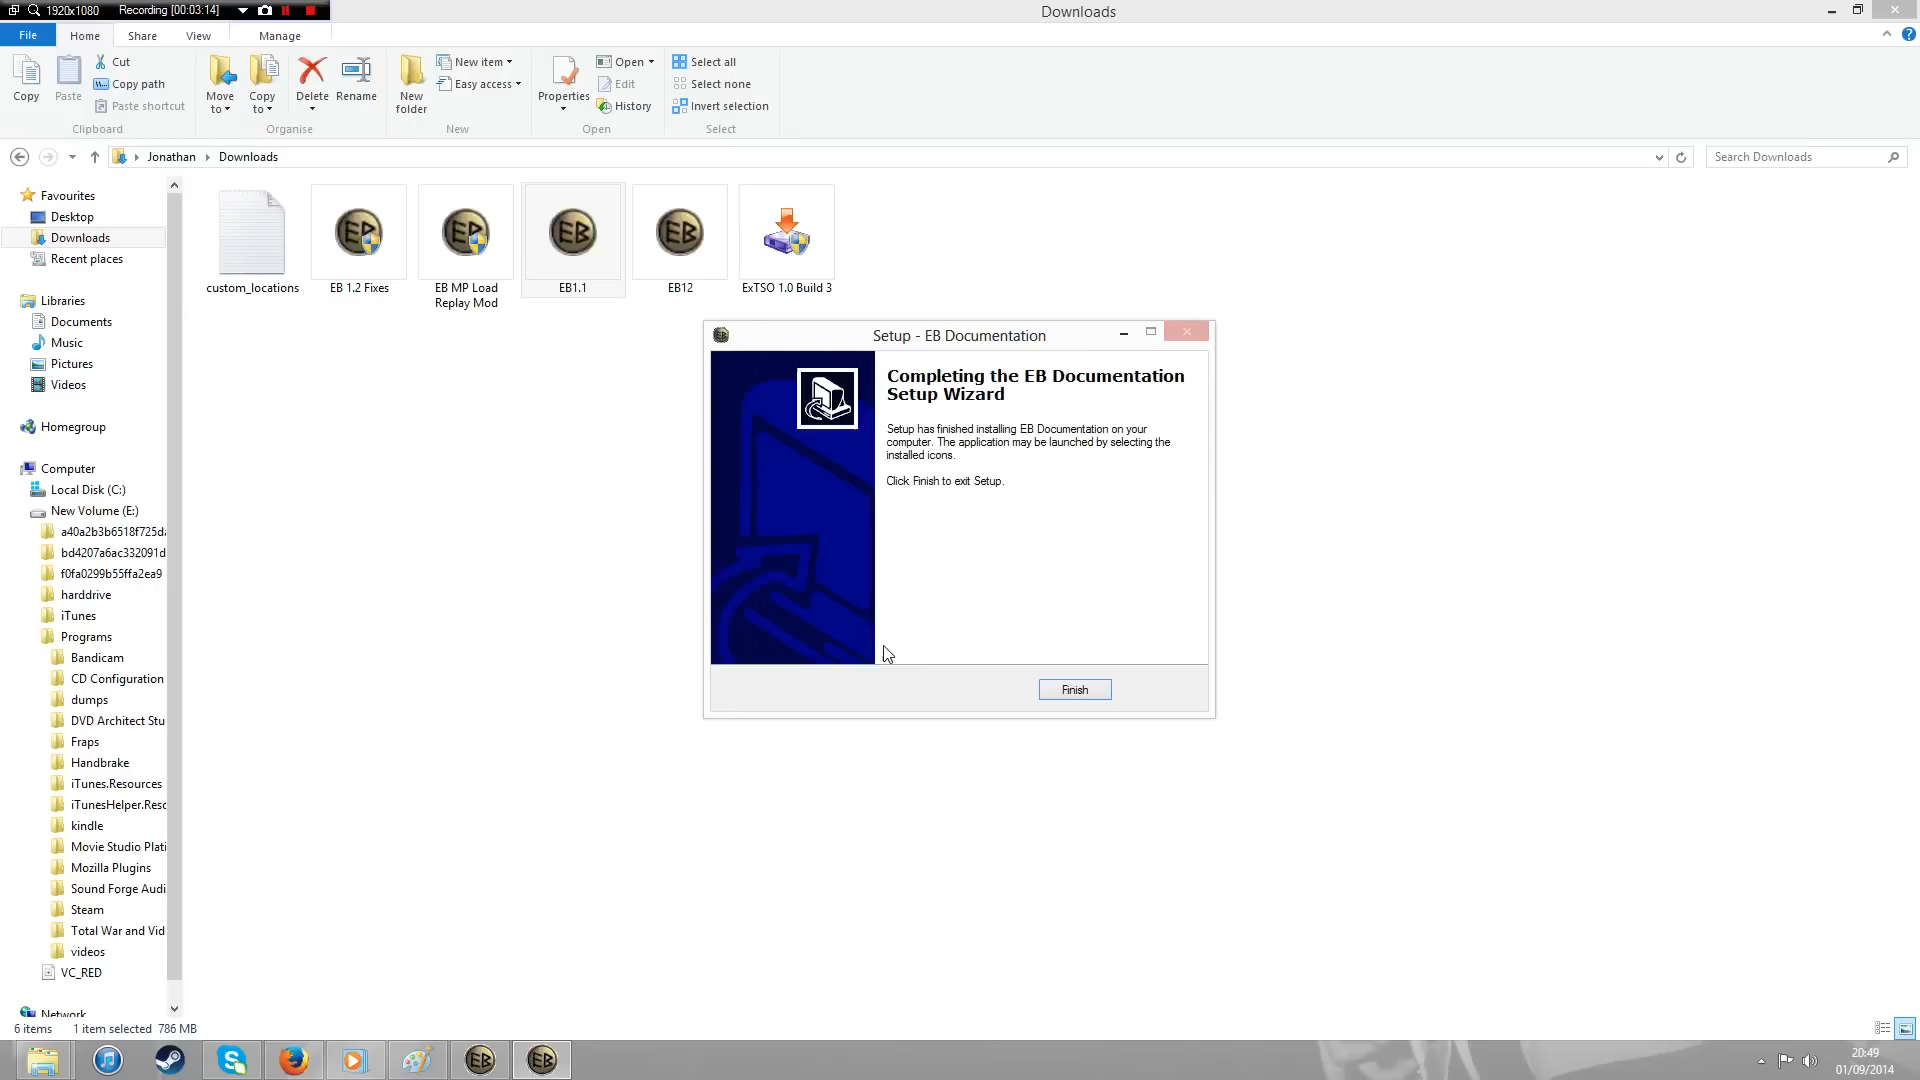 1920x1080 Recording [00:03:14]
Downloads
File Home Share View Manage
Copy
Paste
Cut
Copy path
Paste shortcut
Clipboard
Move to
Copy to
Delete
Rename
Organise
New folder
New item
Easy access
New
Properties
Open
Edit
History
Open
Select all
Select none
Invert selection
Select
Jonathan Downloads
Search Downloads
Favourites
Desktop
Downloads
Recent places
Libraries
Documents
Music
Pictures
Videos
Homegroup
Computer
Local Disk (C:)
New Volume (E:)
a40a2b3b6518f725da
bd4207a6ac332091d
f0fa0299b55ffa2ea9
harddrive
iTunes
Programs
Bandicam
CD Configuration
dumps
DVD Architect Stu
Fraps
Handbrake
iTunes.Resources
iTunesHelper.Resc
kindle
Movie Studio Plati
Mozilla Plugins
Sound Forge Audi
Steam
Total War and Vid
videos
VC_RED
Network
custom_locations
EB 1.2 Fixes
EB MP Load
Replay Mod
EB
EB1.1
EB
EB12
ExTSO 1.0 Build 3
Setup - EB Documentation
Completing the EB Documentation
Setup Wizard
Setup has finished installing EB Documentation on your
computer. The application may be launched by selecting the
installed icons.
Click Finish to exit Setup.
Finish
6 items 1 item selected 786 MB
EB
EB
20:49
01/09/2014